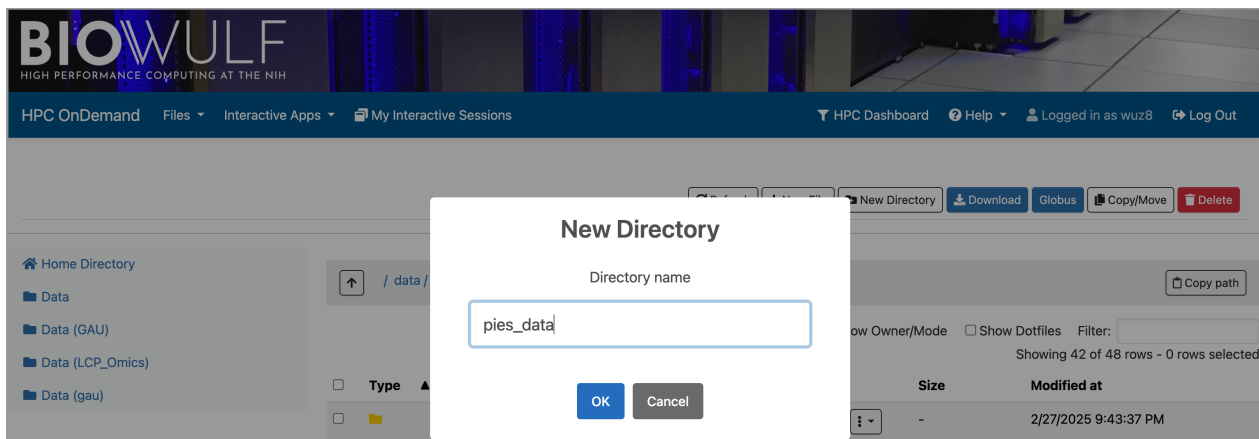 BIOWULF
HIGH PERFORMANCE COMPUTING AT THE NIH
HPC OnDemand Files Interactive Apps My Interactive Sessions HPC Dashboard Help Logged in as wuz8 Log Out
New Directory Download Globus Copy/Move Delete
New Directory
Home Directory
/ data /
Directory name
Copy path
Data
pies_data
Data (GAU)
Show Dotfiles Filter:
Showing 42 of 48 rows - 0 rows selected
Data (LCP_Omics)
Type Size Modified at
Data (gau)
OK Cancel
- 2/27/2025 9:43:37 PM